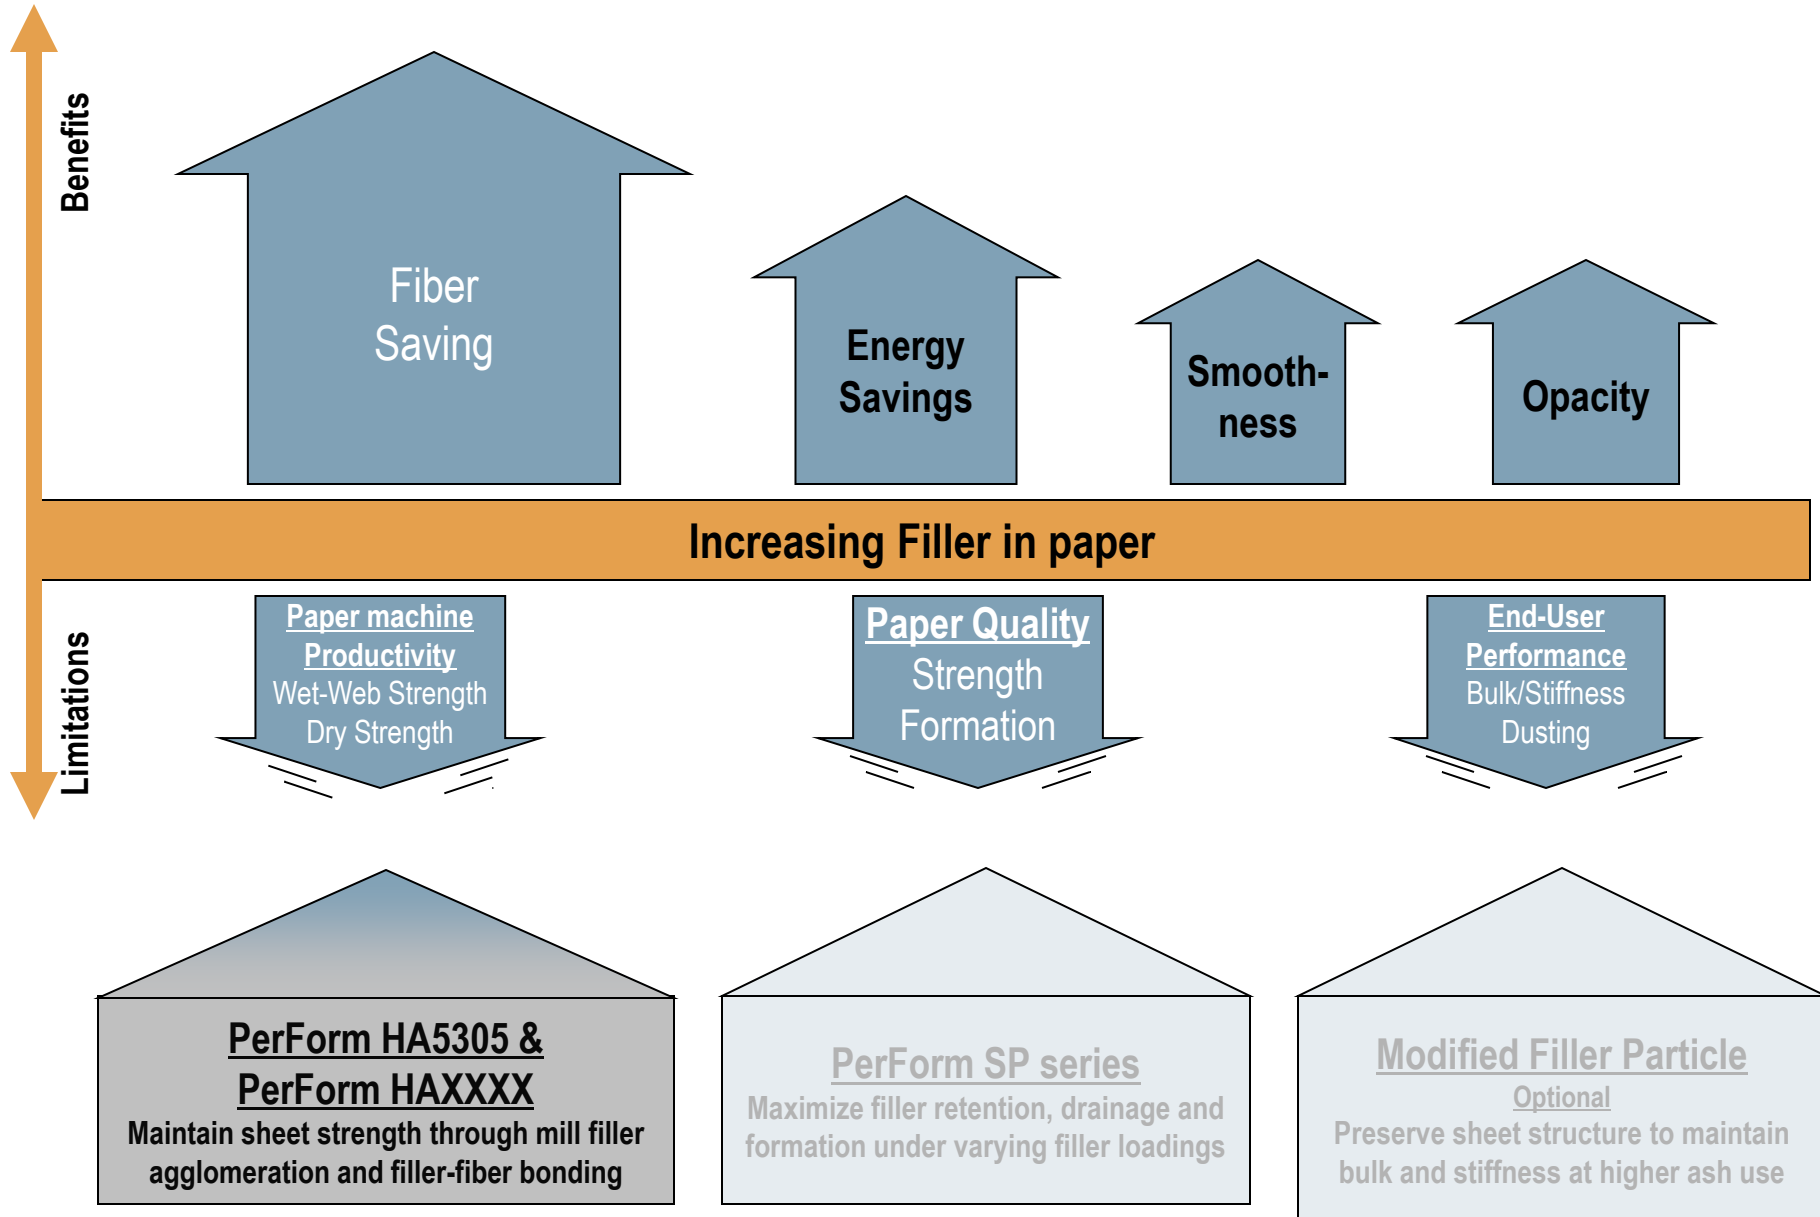 Benefits
Fiber
Saving
Energy
Savings
Smooth-
ness
Opacity
Increasing Filler in paper
Limitations
Paper machine
Productivity
Wet-Web Strength
Dry Strength
Paper Quality
Strength
Formation
End-User
Performance
Bulk/Stiffness
Dusting
PerForm HA5305 &
PerForm HAXXXX
Maintain sheet strength through mill filler
agglomeration and filler-fiber bonding
PerForm SP series
Maximize filler retention, drainage and
formation under varying filler loadings
Modified Filler Particle
Optional
Preserve sheet structure to maintain
bulk and stiffness at higher ash use